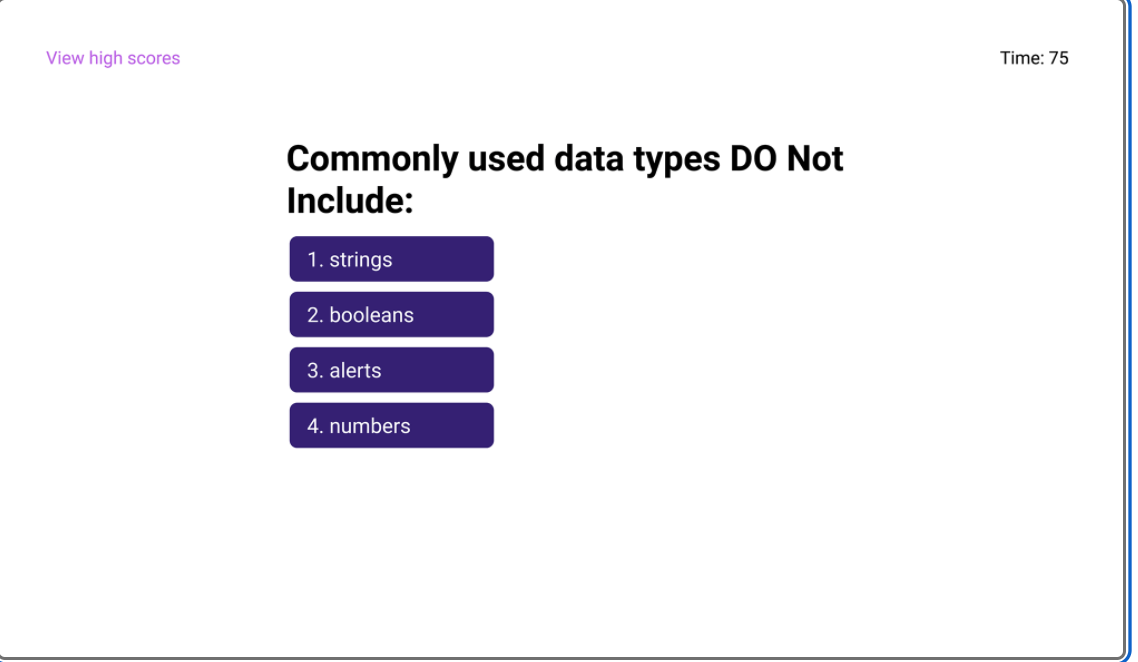 View high scores
Time: 75
Commonly used data types DO Not
Include:
1. strings
2. booleans
3. alerts
4. numbers